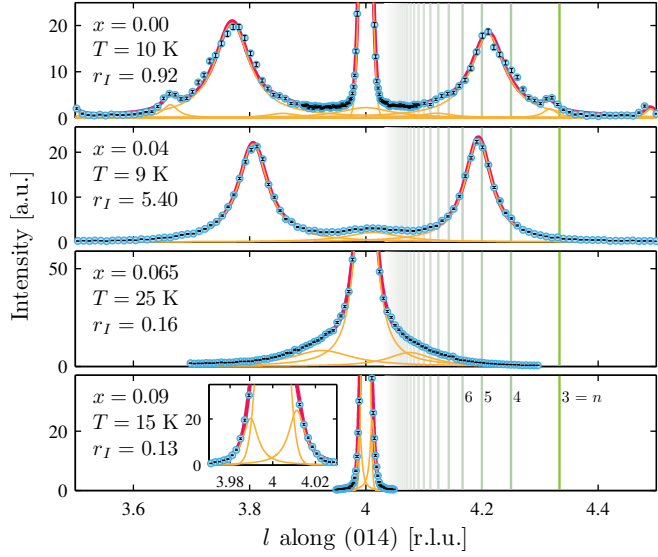 x = 0.00
T = 10 K
r_I = 0.92
20
10
0
x = 0.04
T = 9 K
r_I = 5.40
20
10
0
Intensity [a.u.]
x = 0.065
T = 25 K
r_I = 0.16
50
0
x = 0.09
T = 15 K
r_I = 0.13
20
0
20
0
3.98 4 4.02
6 5 4 3 = n
3.6 3.8 4 4.2 4.4
l along (014) [r.l.u.]